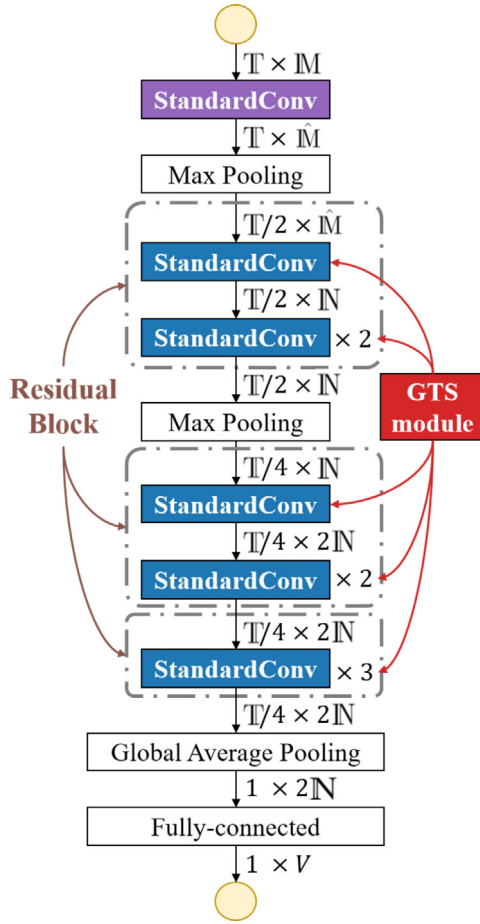 𝕋 × 𝕄
StandardConv
𝕋 × 𝕄̂
Max Pooling
𝕋/2 × 𝕄̂
StandardConv
𝕋/2 × ℕ
StandardConv × 2
𝕋/2 × ℕ
Residual
Block
GTS
module
Max Pooling
𝕋/4 × ℕ
StandardConv
𝕋/4 × 2ℕ
StandardConv × 2
𝕋/4 × 2ℕ
StandardConv × 3
𝕋/4 × 2ℕ
Global Average Pooling
1 × 2ℕ
Fully-connected
1 × V